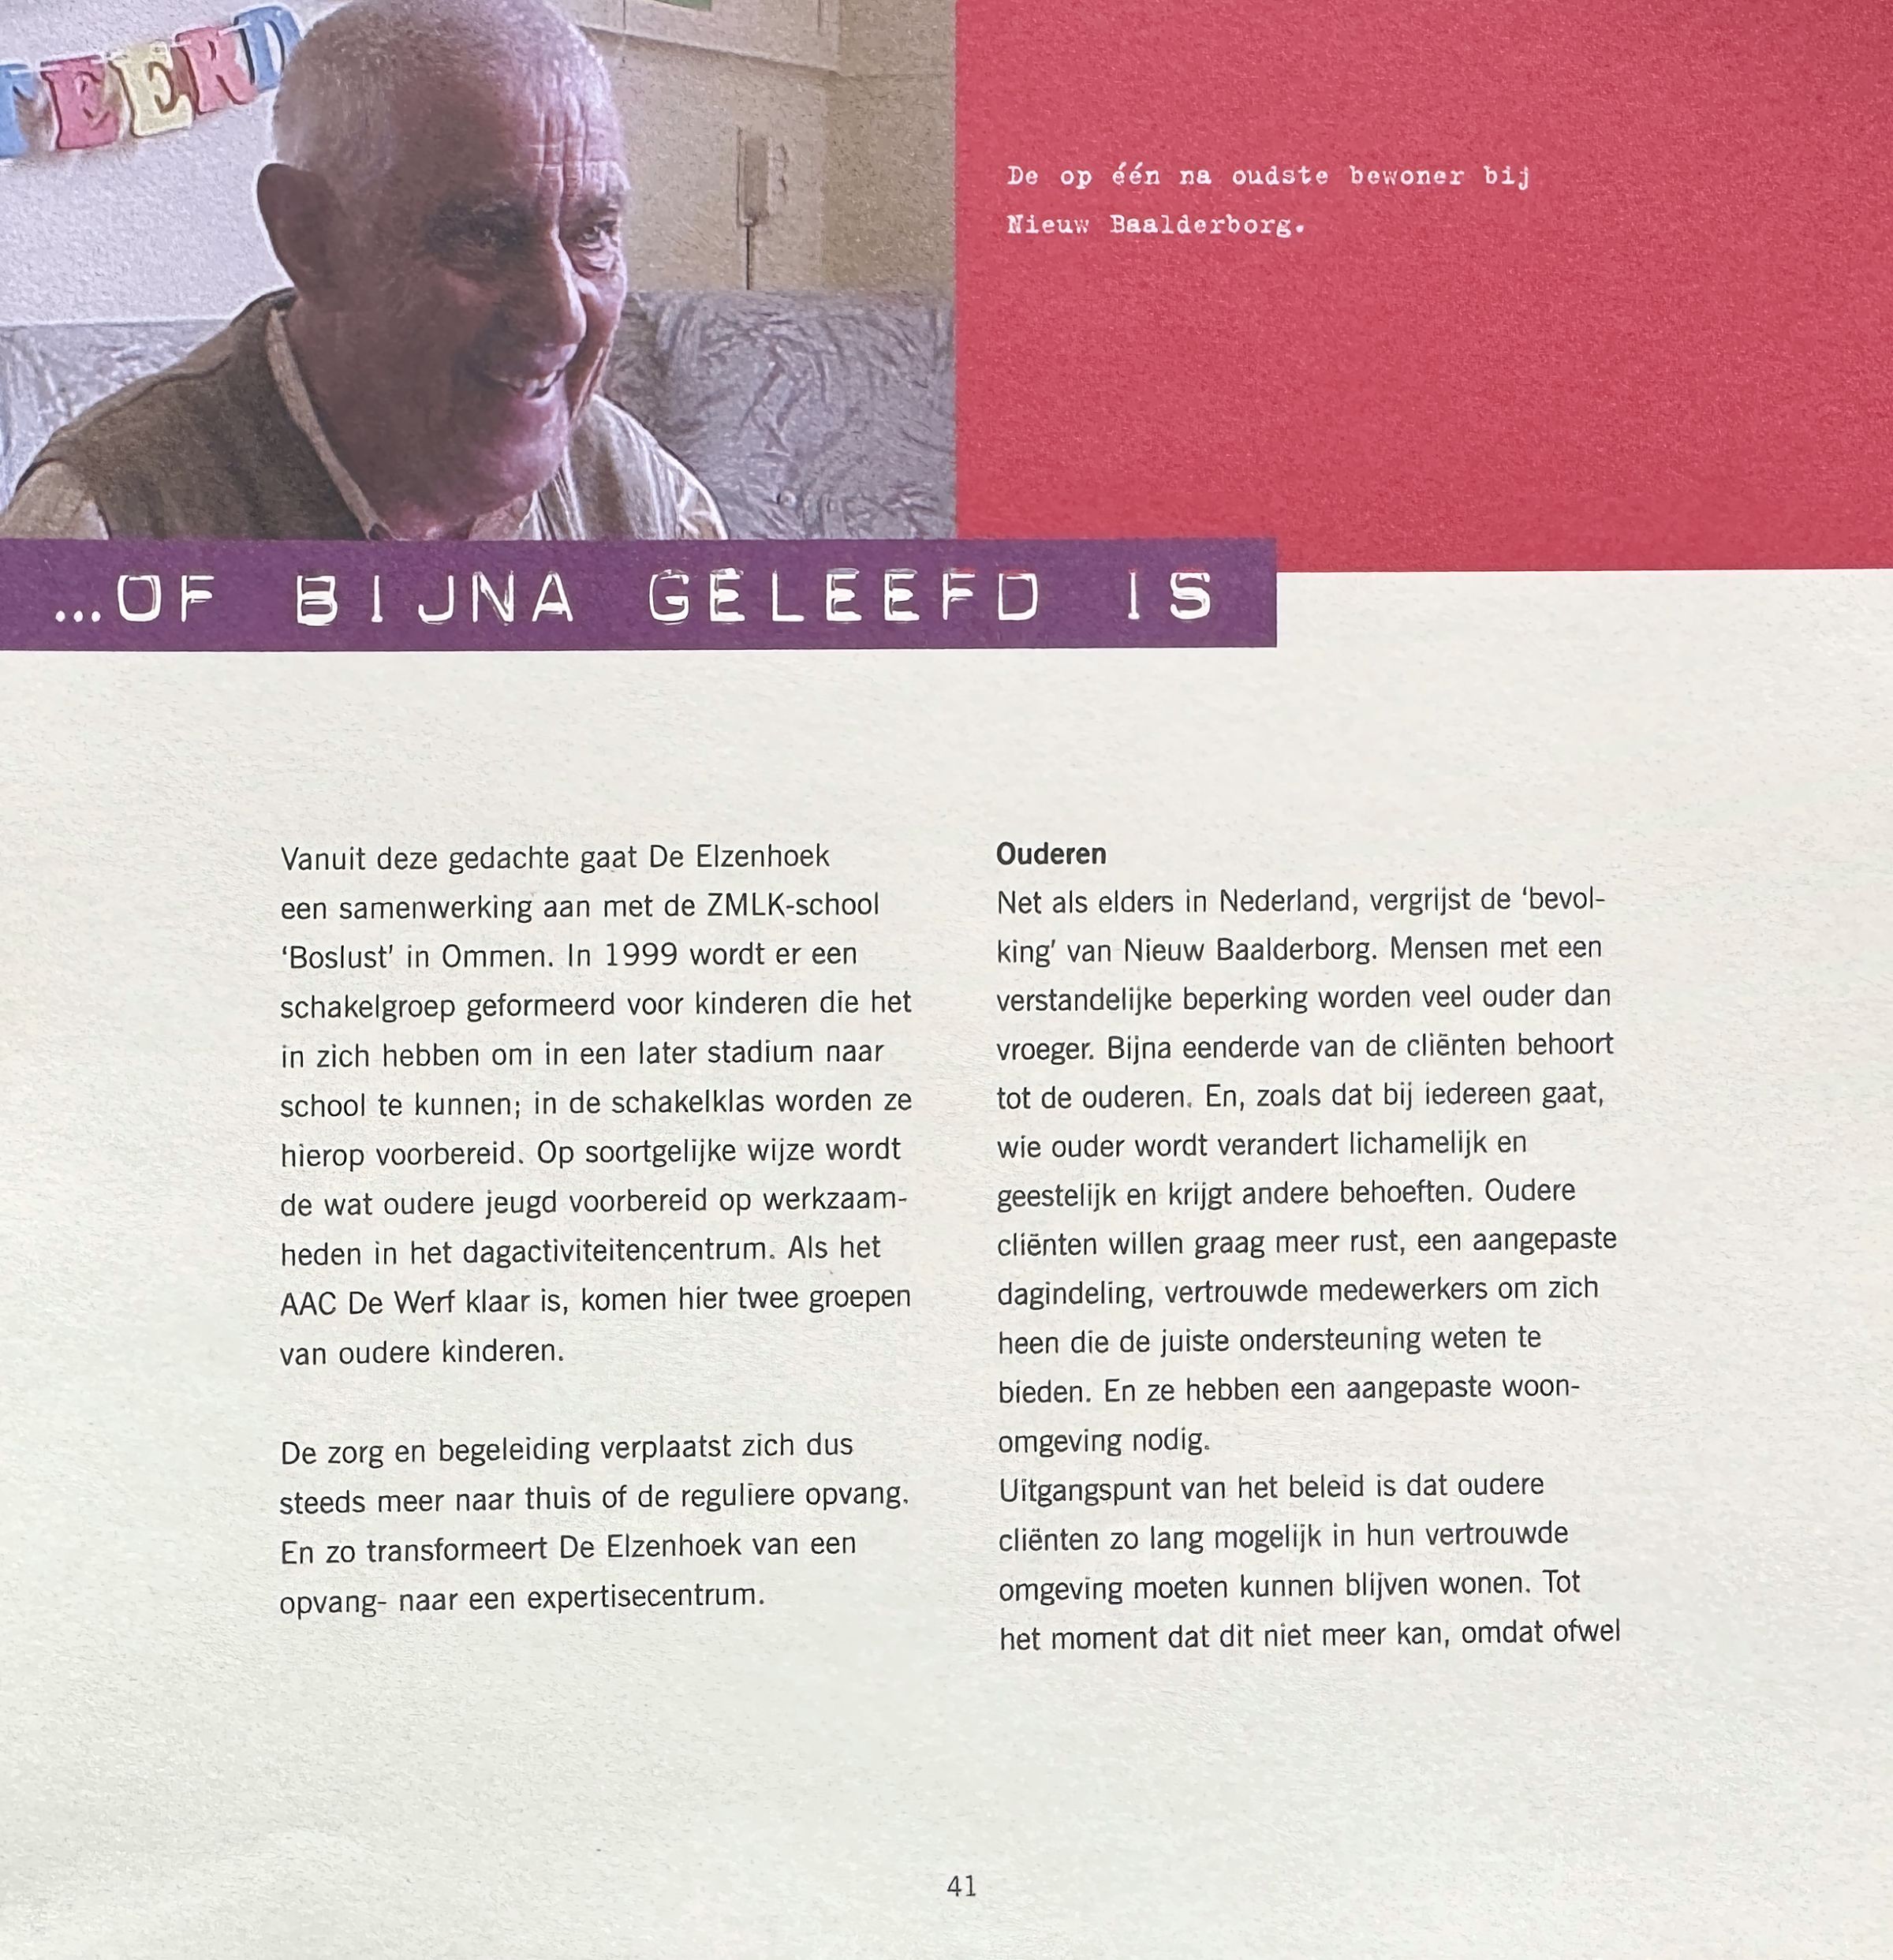 EERD
De op één na oudste bewoner bij
Nieuw Baalderborg.
...OF BIJNA GELEEFD IS
Vanuit deze gedachte gaat De Elzenhoek
een samenwerking aan met de ZMLK-school
‘Boslust’ in Ommen. In 1999 wordt er een
schakelgroep geformeerd voor kinderen die het
in zich hebben om in een later stadium naar
school te kunnen; in de schakelklas worden ze
hierop voorbereid. Op soortgelijke wijze wordt
de wat oudere jeugd voorbereid op werkzaam-
heden in het dagactiviteitencentrum. Als het
AAC De Werf klaar is, komen hier twee groepen
van oudere kinderen.
De zorg en begeleiding verplaatst zich dus
steeds meer naar thuis of de reguliere opvang.
En zo transformeert De Elzenhoek van een
opvang- naar een expertisecentrum.
Ouderen
Net als elders in Nederland, vergrijst de ‘bevol-
king’ van Nieuw Baalderborg. Mensen met een
verstandelijke beperking worden veel ouder dan
vroeger. Bijna eenderde van de cliënten behoort
tot de ouderen. En, zoals dat bij iedereen gaat,
wie ouder wordt verandert lichamelijk en
geestelijk en krijgt andere behoeften. Oudere
cliënten willen graag meer rust, een aangepaste
dagindeling, vertrouwde medewerkers om zich
heen die de juiste ondersteuning weten te
bieden. En ze hebben een aangepaste woon-
omgeving nodig.
Uitgangspunt van het beleid is dat oudere
cliënten zo lang mogelijk in hun vertrouwde
omgeving moeten kunnen blijven wonen. Tot
het moment dat dit niet meer kan, omdat ofwel
41